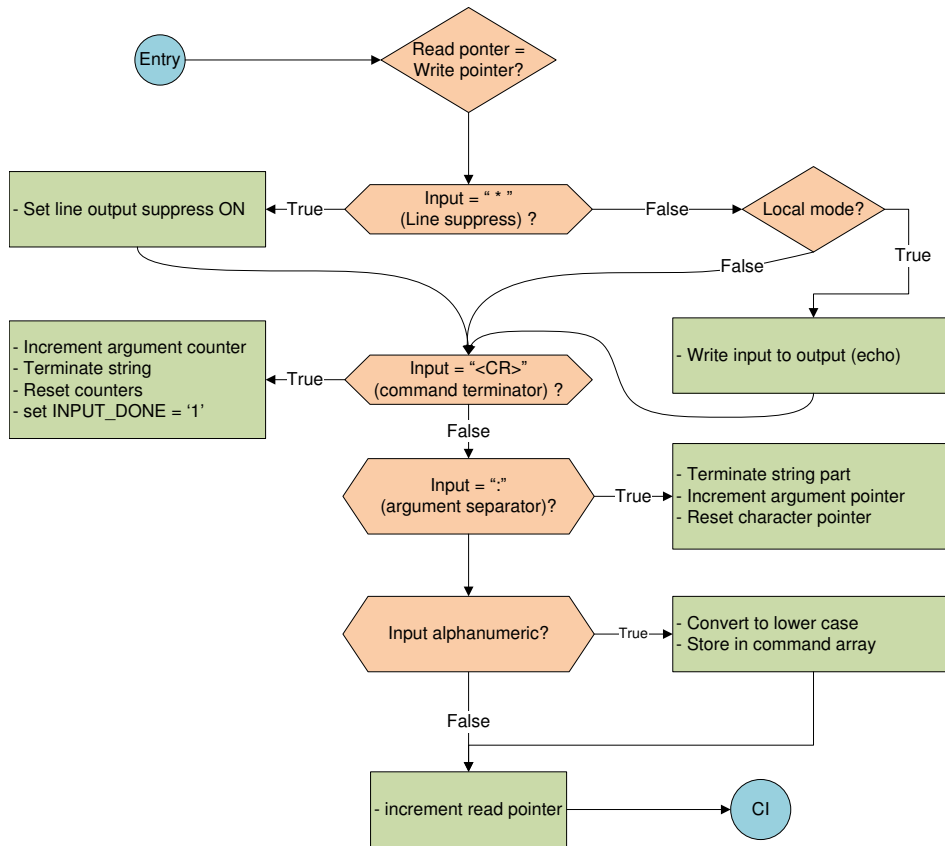 Entry
Read ponter =
Write pointer?
- Set line output suppress ON
True
Input = “ * ”
(Line suppress) ?
False
Local mode?
True
False
- Increment argument counter
- Terminate string
- Reset counters
- set INPUT_DONE = ‘1’
True
Input = “<CR>”
(command terminator) ?
- Write input to output (echo)
False
Input = “:”
(argument separator)?
True
- Terminate string part
- Increment argument pointer
- Reset character pointer
Input alphanumeric?
True
- Convert to lower case
- Store in command array
False
- increment read pointer
CI